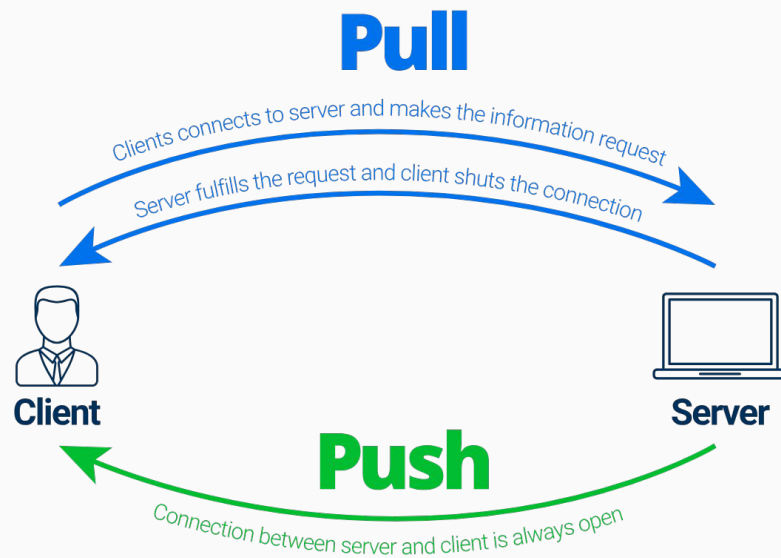 Pull
Clients connects to server and makes the information request
Server fulfills the request and client shuts the connection
Client
Server
Push
Connection between server and client is always open